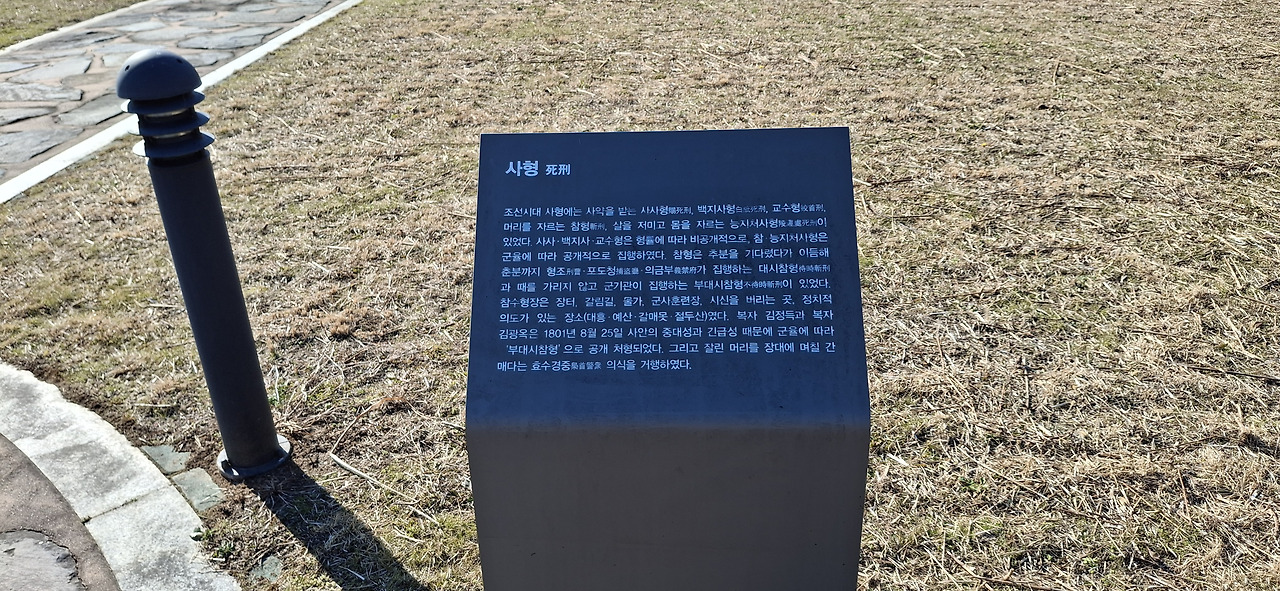 사형 死刑
조선시대 사형에는 사약을 받는 사사형賜死刑, 백지사형白紙死刑, 교수형絞首刑,
머리를 자르는 참형斬刑, 살을 저미고 몸을 자르는 능지처사형陵遲處死刑이
있었다. 사사·백지사·교수형은 형률에 따라 비공개적으로, 참·능지처사형은
군율에 따라 공개적으로 집행하였다. 참형은 추분을 기다렸다가 이듬해
춘분까지 형조刑曹·포도청捕盜廳·의금부義禁府가 집행하는 대시참형待時斬刑
과 때를 가리지 않고 군기관이 집행하는 부대시참형不待時斬刑이 있었다.
참수형장은 장터, 갈림길, 물가, 군사훈련장, 시신을 버리는 곳, 정치적
의도가 있는 장소(대흥·예산·갈매못·절두산)였다. 복자 김정득과 복자
김광옥은 1801년 8월 25일 사안의 중대성과 긴급성 때문에 군율에 따라
'부대시참형' 으로 공개 처형되었다. 그리고 잘린 머리를 장대에 며칠 간
매다는 효수경중梟首警衆 의식을 거행하였다.